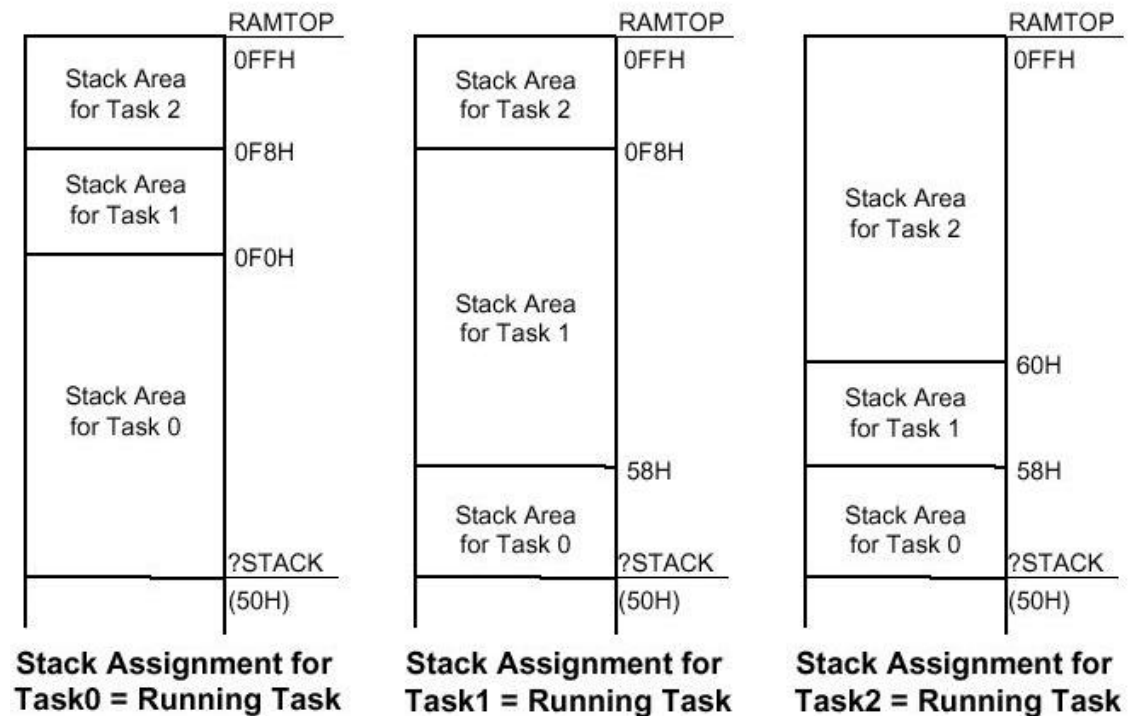 RAMTOP
0FFH
Stack Area
for Task 2
0F8H
Stack Area
for Task 1
0F0H
Stack Area
for Task 0
?STACK
(50H)
Stack Assignment for
Task0 = Running Task
RAMTOP
0FFH
Stack Area
for Task 2
0F8H
Stack Area
for Task 1
58H
Stack Area
for Task 0
?STACK
(50H)
Stack Assignment for
Task1 = Running Task
RAMTOP
0FFH
Stack Area
for Task 2
60H
Stack Area
for Task 1
58H
Stack Area
for Task 0
?STACK
(50H)
Stack Assignment for
Task2 = Running Task